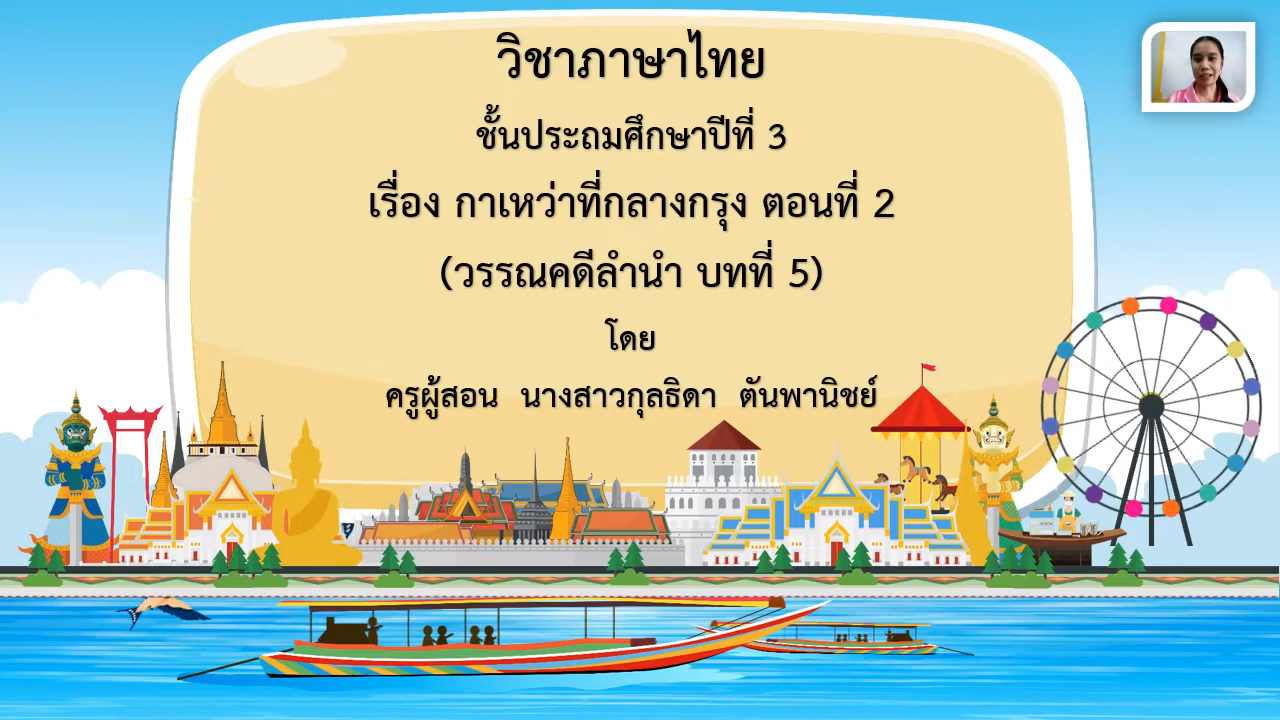 วิชาภาษาไทย
ชั้นประถมศึกษาปีที่ 3
เรื่อง กาเหว่าที่กลางกรุง ตอนที่ 2
(วรรณคดีลำนำ บทที่ 5)
โดย
ครูผู้สอน นางสาวกุลธิดา ตันพานิชย์